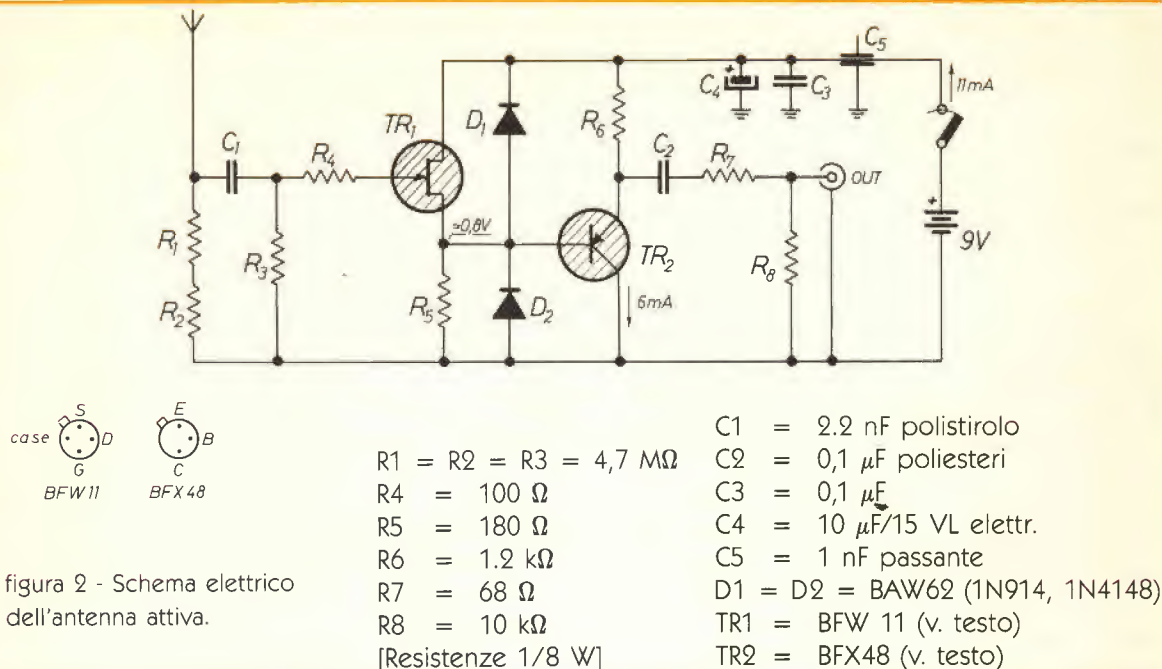 C5
C4
+
C3
11mA
TR1
D1
R6
C1
R4
C2
R7
OUT
≃0,8V
+
9V
R1
R3
TR2
R8
R2
R5
D2
6mA
S
case
D
G
BFW11
E
B
C
BFX48
figura 2 - Schema elettrico
dell'antenna attiva.
R1 = R2 = R3 = 4,7 MΩ
R4 = 100 Ω
R5 = 180 Ω
R6 = 1.2 kΩ
R7 = 68 Ω
R8 = 10 kΩ
[Resistenze 1/8 W]
C1 = 2.2 nF polistirolo
C2 = 0,1 µF poliesteri
C3 = 0,1 µF
C4 = 10 µF/15 VL elettr.
C5 = 1 nF passante
D1 = D2 = BAW62 (1N914, 1N4148)
TR1 = BFW 11 (v. testo)
TR2 = BFX48 (v. testo)